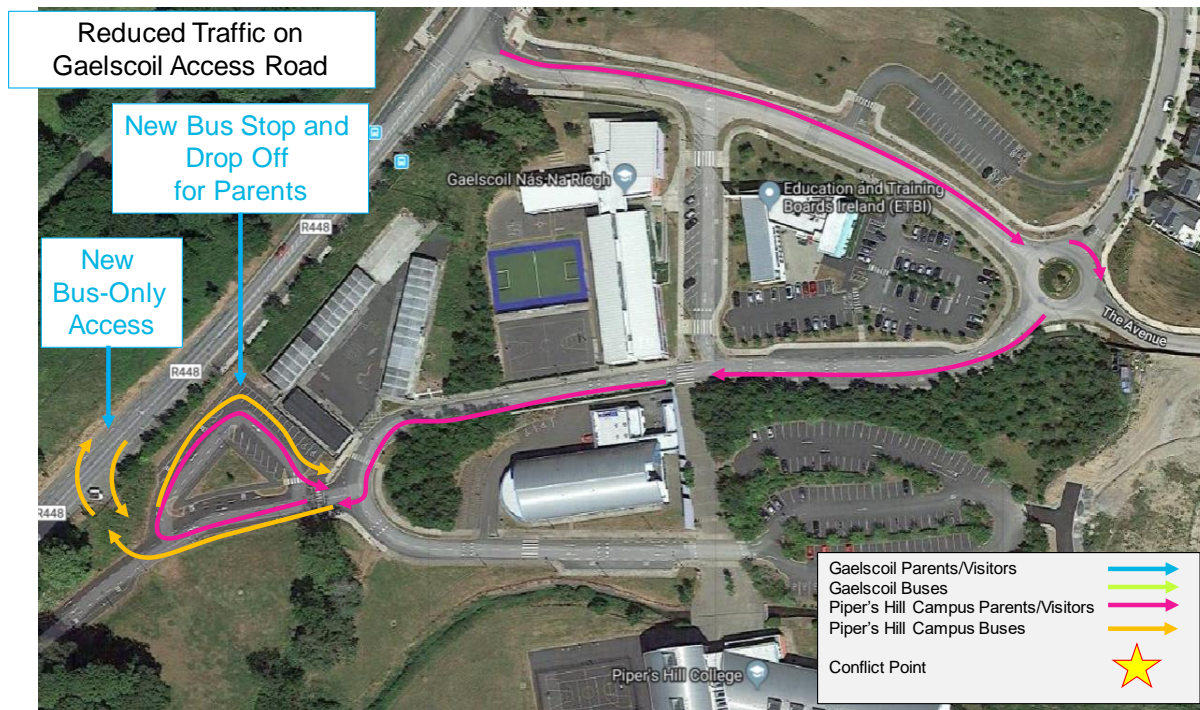 Reduced Traffic on
Gaelscoil Access Road
New Bus Stop and
Drop Off
for Parents
New
Bus-Only
Access
R448
R448
R448
Gaelscoil Nás Na Ríogh
Education and Training
Boards Ireland (ETBI)
The Avenue
Piper's Hill College
Gaelscoil Parents/Visitors
Gaelscoil Buses
Piper's Hill Campus Parents/Visitors
Piper's Hill Campus Buses
Conflict Point